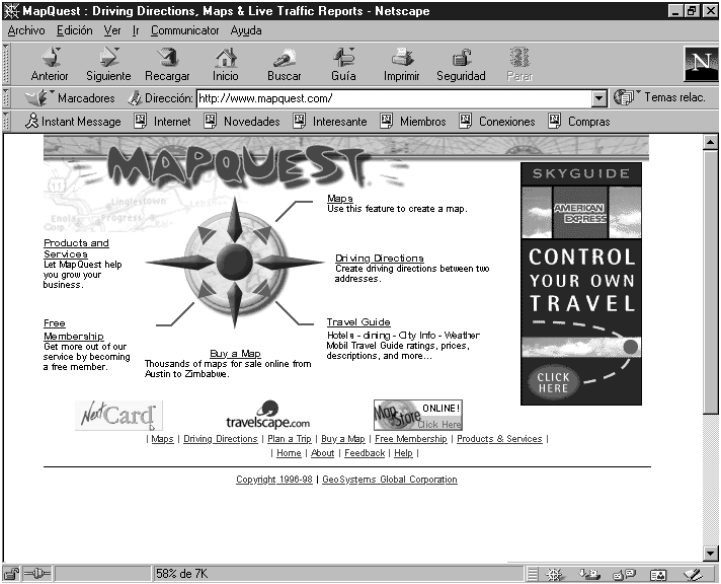 MapQuest : Driving Directions, Maps & Live Traffic Reports - Netscape
Archivo Edición Ver Ir Communicator Ayuda
Anterior Siguiente Recargar Inicio Buscar Guía Imprimir Seguridad Parar
N
Marcadores Dirección: http://www.mapquest.com/ Temas relac.
Instant Message Internet Novedades Interesante Miembros Conexiones Compras
MAPQUEST
Maps
Use this feature to create a map.
Products and
Services
Let MapQuest help
you grow your
business.
Driving Directions
Create driving directions between two
addresses.
Free
Membership
Get more out of our
service by becoming
a free member.
Travel Guide
Hotels - dining - City Info - Weather
Mobil Travel Guide ratings, prices,
descriptions, and more...
Buy a Map
Thousands of maps for sale online from
Austin to Zimbabwe.
SKYGUIDE
AMERICAN
EXPRESS
CONTROL
YOUR OWN
TRAVEL
CLICK
HERE
NextCard
travelscape.com
Map Store ONLINE!
Click Here
| Maps | Driving Directions | Plan a Trip | Buy a Map | Free Membership | Products & Services |
| Home | About | Feedback | Help |
Copyright 1996-98 | GeoSystems Global Corporation
58% de 7K